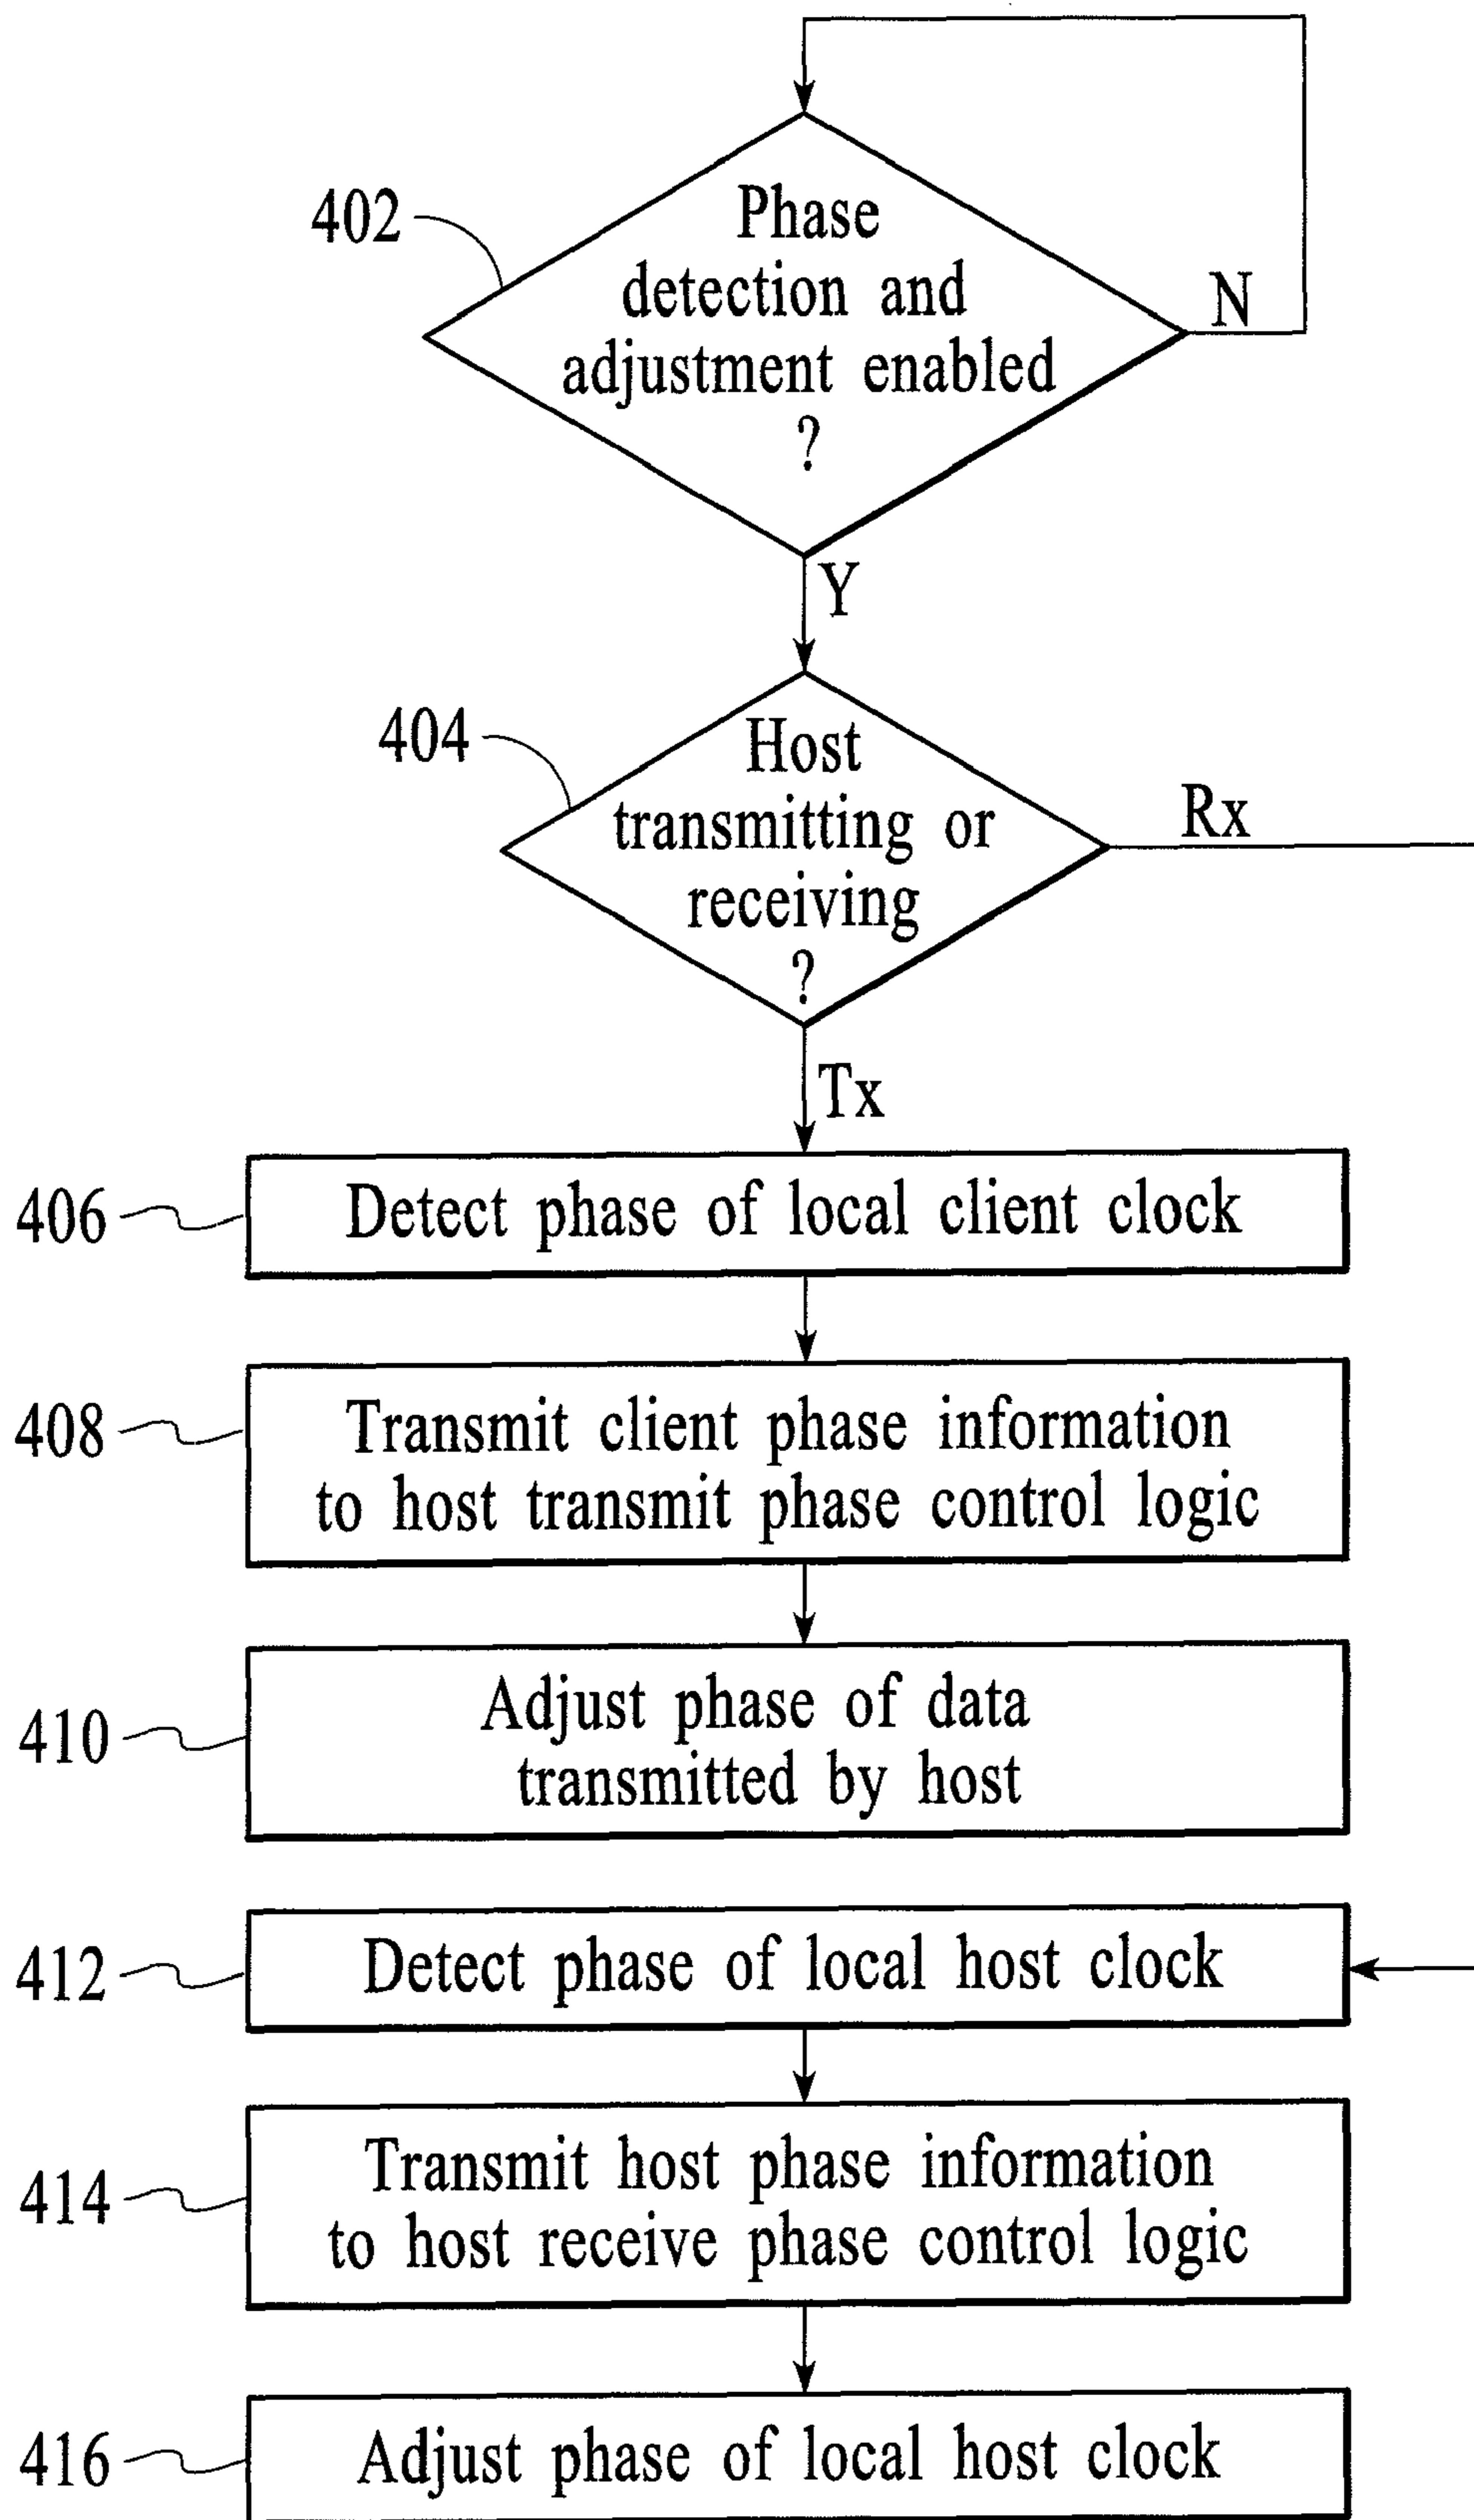 402
Phase
detection and
adjustment enabled
?
N
Y
404
Host
transmitting or
receiving
?
Rx
Tx
406
Detect phase of local client clock
408
Transmit client phase information
to host transmit phase control logic
410
Adjust phase of data
transmitted by host
412
Detect phase of local host clock
414
Transmit host phase information
to host receive phase control logic
416
Adjust phase of local host clock